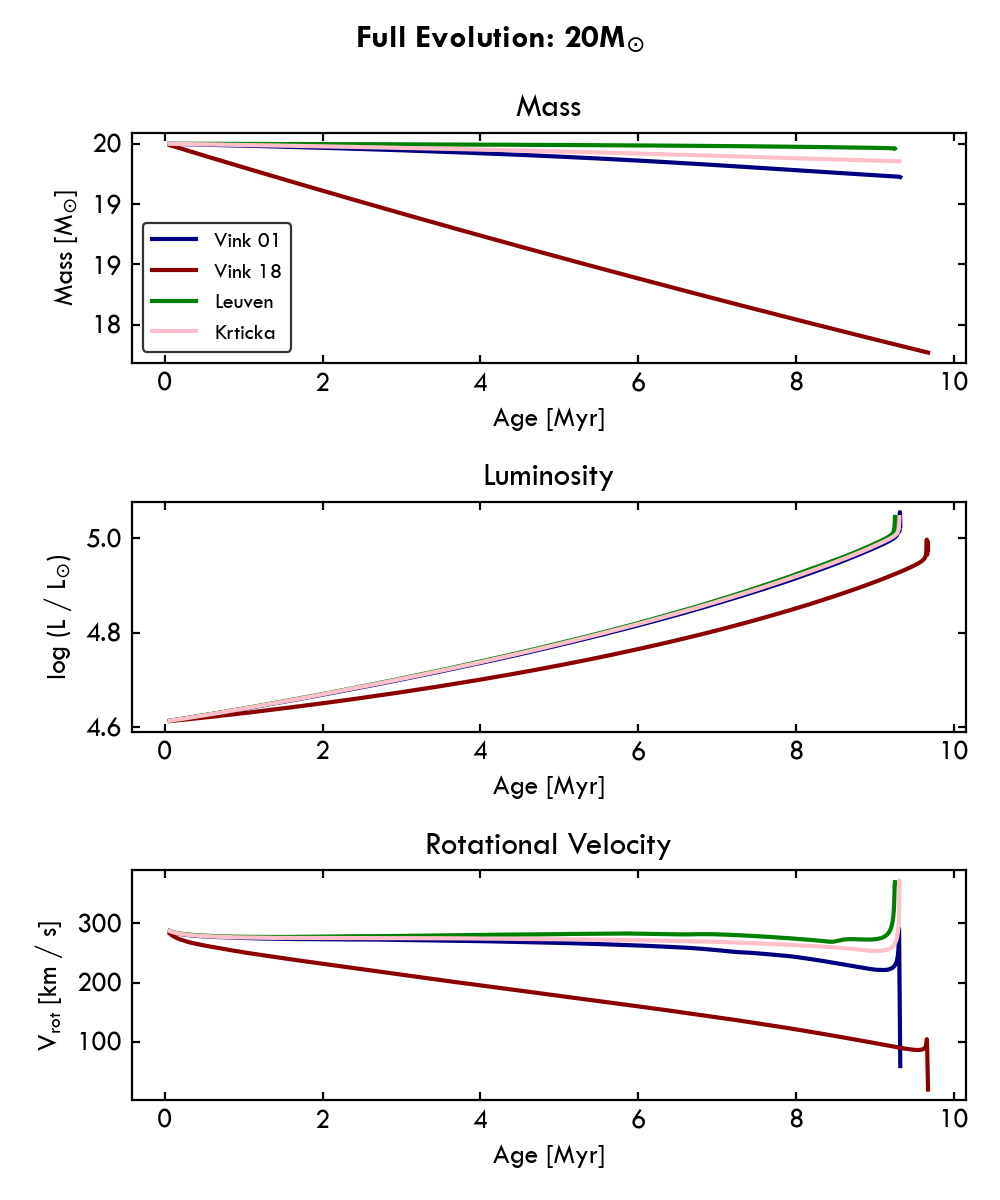 Full Evolution: 20M⊙
Mass
20
19
19
18
Mass [M⊙]
Vink 01
Vink 18
Leuven
Krticka
0 2 4 6 8 10
Age [Myr]
Luminosity
5.0
4.8
4.6
log (L / L⊙)
0 2 4 6 8 10
Age [Myr]
Rotational Velocity
300
200
100
Vrot [km / s]
0 2 4 6 8 10
Age [Myr]